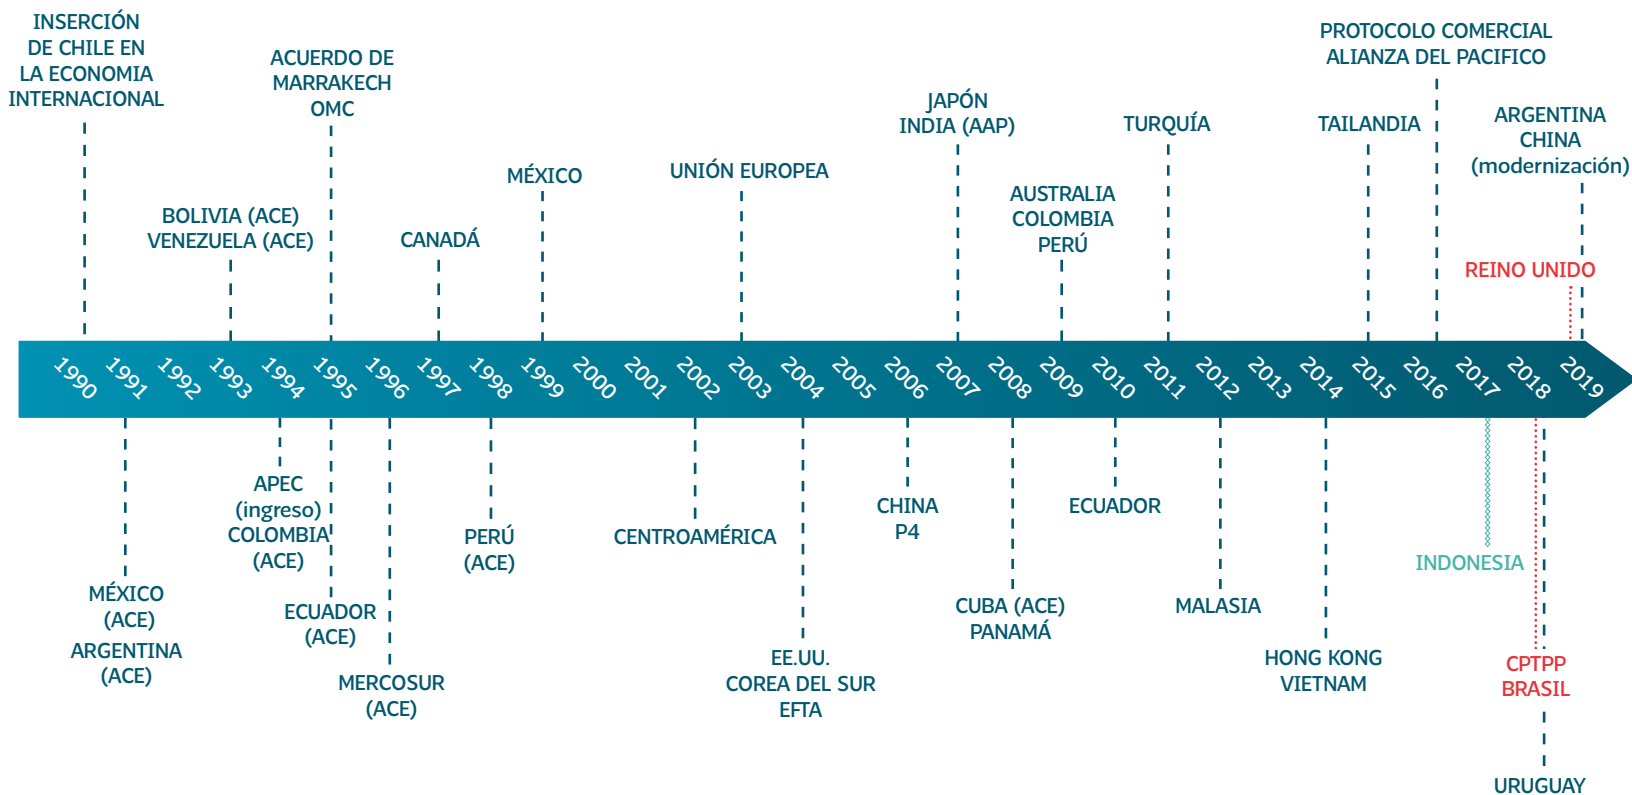 INSERCIÓN
DE CHILE EN
LA ECONOMIA
INTERNACIONAL
BOLIVIA (ACE)
VENEZUELA (ACE)
ACUERDO DE
MARRAKECH
OMC
CANADÁ
MÉXICO
UNIÓN EUROPEA
JAPÓN
INDIA (AAP)
AUSTRALIA
COLOMBIA
PERÚ
TURQUÍA
TAILANDIA
PROTOCOLO COMERCIAL
ALIANZA DEL PACIFICO
ARGENTINA
CHINA
(modernización)
REINO UNIDO
1990
1991
1992
1993
1994
1995
1996
1997
1998
1999
2000
2001
2002
2003
2004
2005
2006
2007
2008
2009
2010
2011
2012
2013
2014
2015
2016
2017
2018
2019
MÉXICO
(ACE)
ARGENTINA
(ACE)
APEC
(ingreso)
COLOMBIA
(ACE)
ECUADOR
(ACE)
MERCOSUR
(ACE)
PERÚ
(ACE)
CENTROAMÉRICA
EE.UU.
COREA DEL SUR
EFTA
CHINA
P4
CUBA (ACE)
PANAMÁ
ECUADOR
MALASIA
HONG KONG
VIETNAM
INDONESIA
CPTPP
BRASIL
URUGUAY